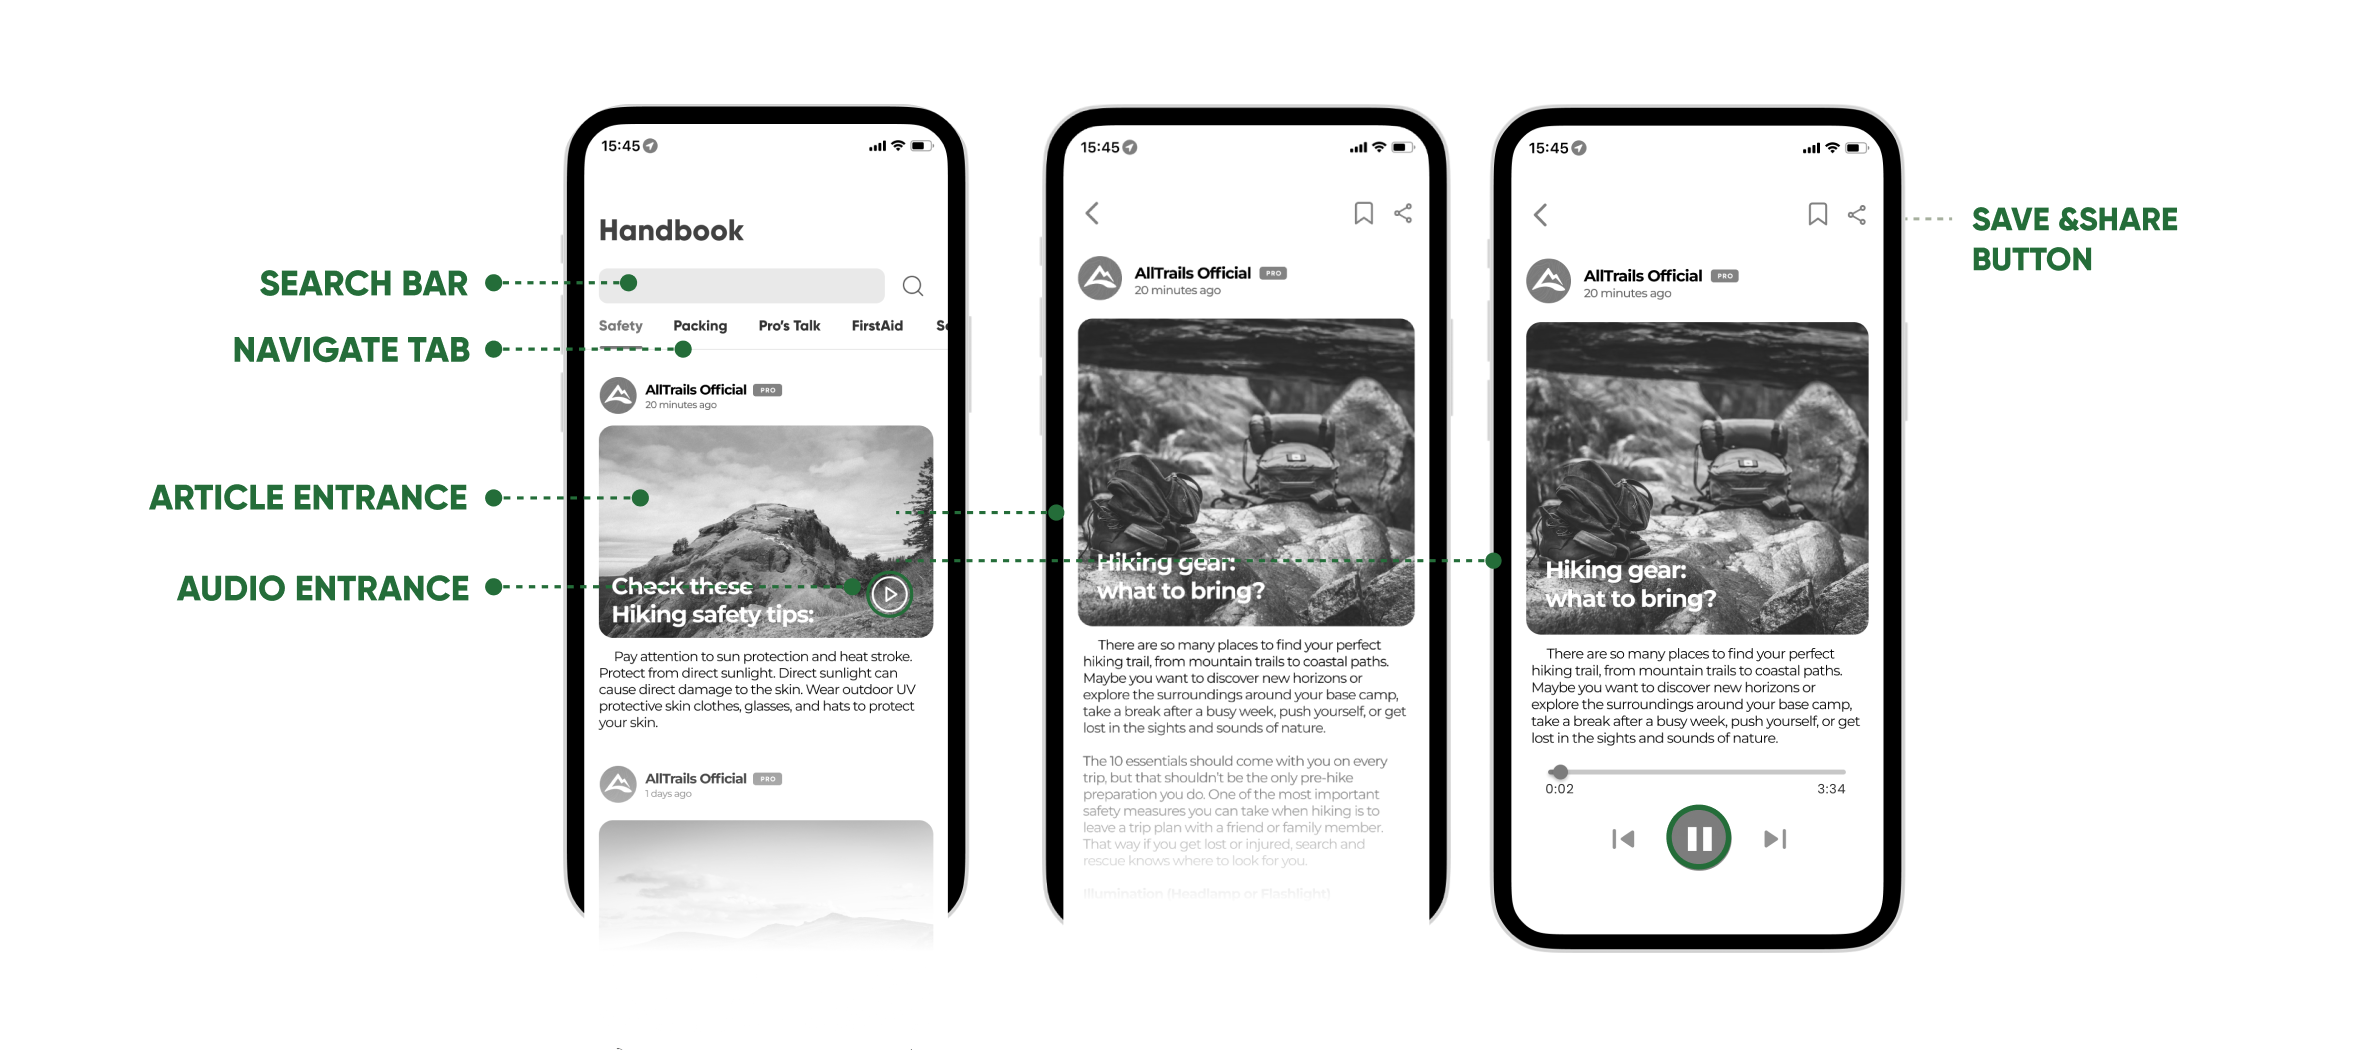 SEARCH BAR
NAVIGATE TAB
ARTICLE ENTRANCE
AUDIO ENTRANCE
15:45
Handbook
Safety Packing Pro's Talk FirstAid
AllTrails Official PRO
20 minutes ago
Check these
Hiking safety tips:
Pay attention to sun protection and heat stroke.
Protect from direct sunlight. Direct sunlight can
cause direct damage to the skin. Wear outdoor UV
protective skin clothes, glasses, and hats to protect
your skin.
AllTrails Official PRO
1 days ago
15:45
AllTrails Official PRO
20 minutes ago
Hiking gear:
what to bring?
There are so many places to find your perfect
hiking trail, from mountain trails to coastal paths.
Maybe you want to discover new horizons or
explore the surroundings around your base camp,
take a break after a busy week, push yourself, or get
lost in the sights and sounds of nature.
The 10 essentials should come with you on every
trip, but that shouldn't be the only pre-hike
preparation you do. One of the most important
safety measures you can take when hiking is to
leave a trip plan with a friend or family member.
That way if you get lost or injured, search and
rescue knows where to look for you.
Illumination (Headlamp or Flashlight)
15:45
AllTrails Official PRO
20 minutes ago
Hiking gear:
what to bring?
There are so many places to find your perfect
hiking trail, from mountain trails to coastal paths.
Maybe you want to discover new horizons or
explore the surroundings around your base camp,
take a break after a busy week, push yourself, or get
lost in the sights and sounds of nature.
0:02 3:34
SAVE &SHARE
BUTTON